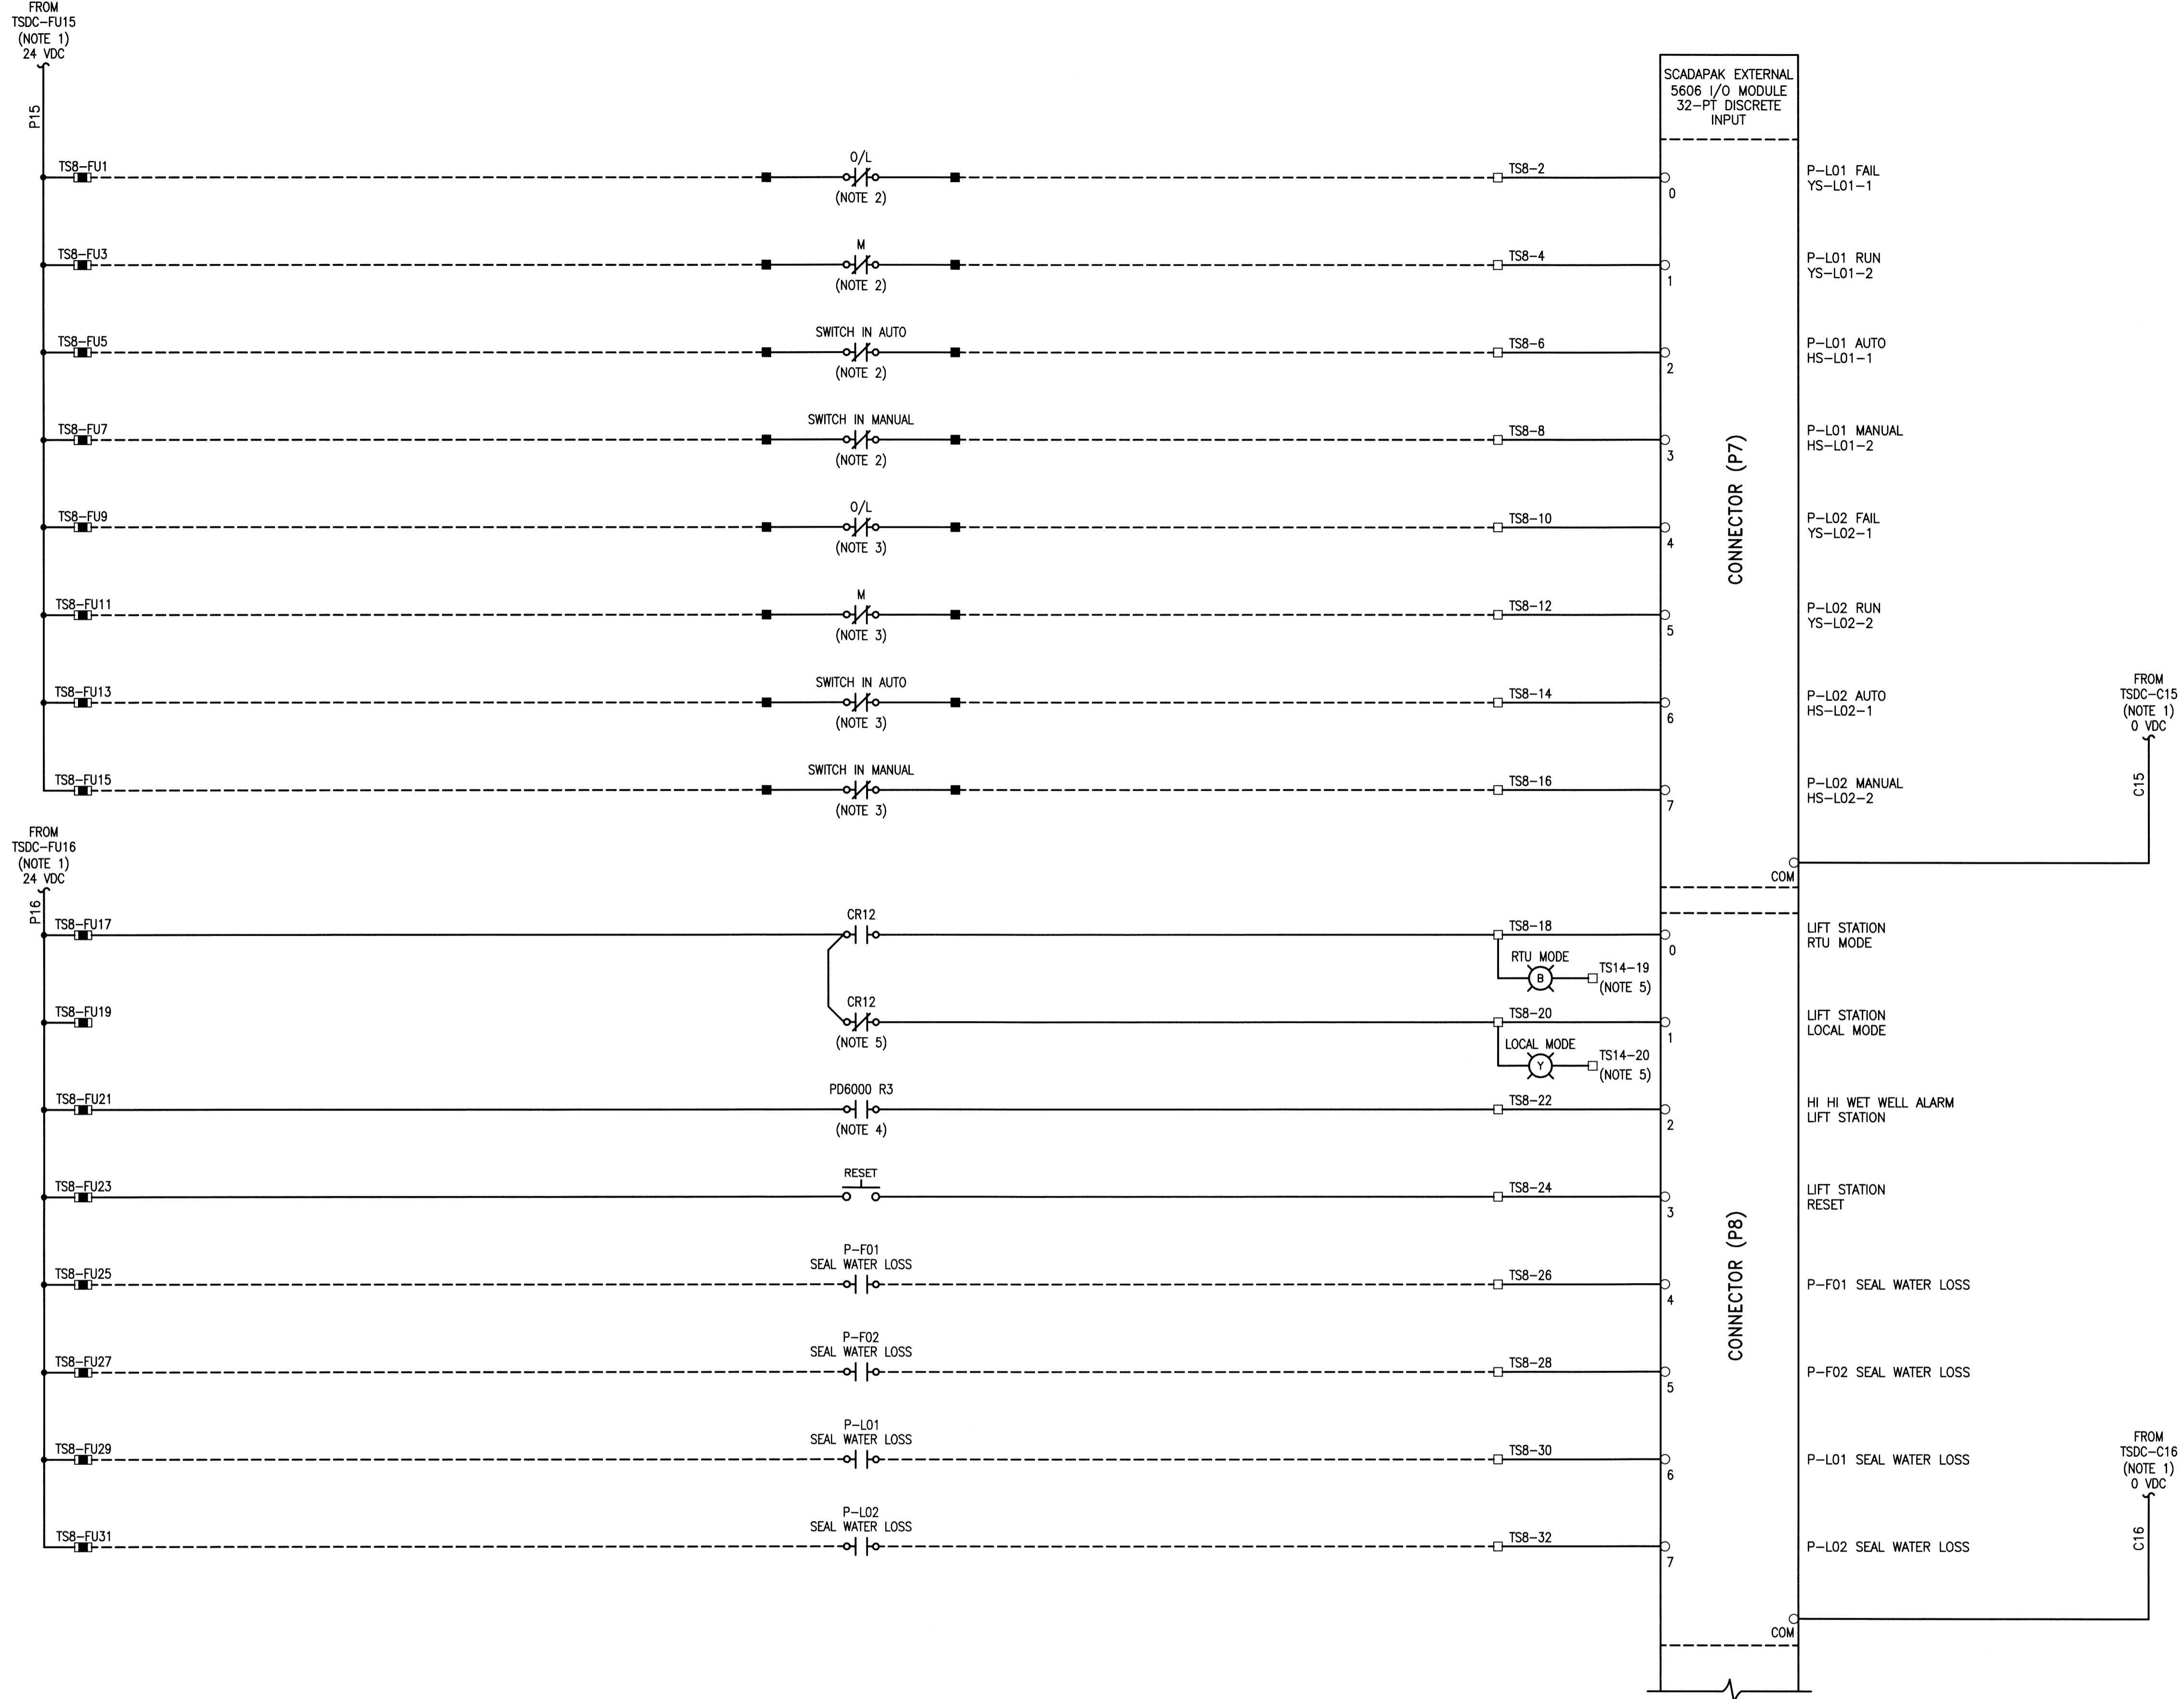 FROM
TSDC-FU15
(NOTE 1)
24 VDC
P15
SCADAPAK EXTERNAL
5606 I/O MODULE
32-PT DISCRETE
INPUT
TS8-FU1
O/L
(NOTE 2)
TS8-2
0
P-L01 FAIL
YS-L01-1
TS8-FU3
M
(NOTE 2)
TS8-4
1
P-L01 RUN
YS-L01-2
TS8-FU5
SWITCH IN AUTO
(NOTE 2)
TS8-6
2
P-L01 AUTO
HS-L01-1
TS8-FU7
SWITCH IN MANUAL
(NOTE 2)
TS8-8
3
P-L01 MANUAL
HS-L01-2
CONNECTOR (P7)
TS8-FU9
O/L
(NOTE 3)
TS8-10
4
P-L02 FAIL
YS-L02-1
TS8-FU11
M
(NOTE 3)
TS8-12
5
P-L02 RUN
YS-L02-2
TS8-FU13
SWITCH IN AUTO
(NOTE 3)
TS8-14
6
P-L02 AUTO
HS-L02-1
TS8-FU15
SWITCH IN MANUAL
(NOTE 3)
TS8-16
7
P-L02 MANUAL
HS-L02-2
FROM
TSDC-C15
(NOTE 1)
0 VDC
C15
COM
FROM
TSDC-FU16
(NOTE 1)
24 VDC
P16
TS8-FU17
CR12
TS8-18
0
LIFT STATION
RTU MODE
RTU MODE
B
TS14-19
(NOTE 5)
TS8-FU19
CR12
(NOTE 5)
TS8-20
1
LIFT STATION
LOCAL MODE
LOCAL MODE
Y
TS14-20
(NOTE 5)
TS8-FU21
PD6000 R3
(NOTE 4)
TS8-22
2
HI HI WET WELL ALARM
LIFT STATION
TS8-FU23
RESET
TS8-24
3
LIFT STATION
RESET
CONNECTOR (P8)
TS8-FU25
P-F01
SEAL WATER LOSS
TS8-26
4
P-F01 SEAL WATER LOSS
TS8-FU27
P-F02
SEAL WATER LOSS
TS8-28
5
P-F02 SEAL WATER LOSS
TS8-FU29
P-L01
SEAL WATER LOSS
TS8-30
6
P-L01 SEAL WATER LOSS
TS8-FU31
P-L02
SEAL WATER LOSS
TS8-32
7
P-L02 SEAL WATER LOSS
FROM
TSDC-C16
(NOTE 1)
0 VDC
C16
COM